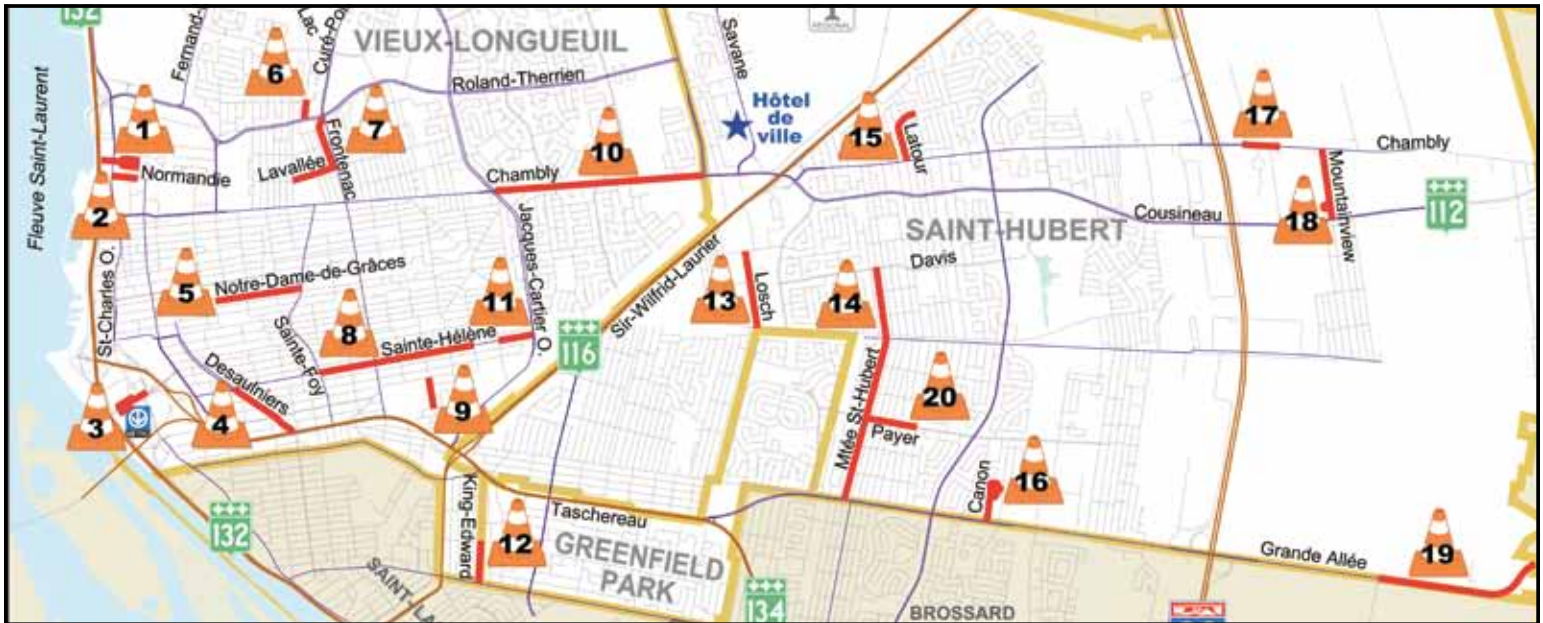 132
Fernand-
Lac
Curé-Poi
VIEUX-LONGUEUIL
Savane
RÉGIONAL
6
Roland-Therrien
1
7
10
Hôtel
de
ville
15
17
Frontenac
Latour
Lavallée
Normandie
Chambly
Chambly
Mountainview
2
18
112
Cousineau
Fleuve Saint-Laurent
St-Charles O.
Jacques-Cartier O.
SAINT-HUBERT
Davis
5
Notre-Dame-de-Grâces
11
13
Losch
14
8
Sainte-Foy
Sainte-Hélène
Sir-Wilfrid-Laurier
116
Desaulniers
Mtée St-Hubert
20
3
4
9
Payer
Canon
16
King-Edward
132
12
Taschereau
GREENFIELD
PARK
Grande Allée
19
SAINT-LA
134
BROSSARD